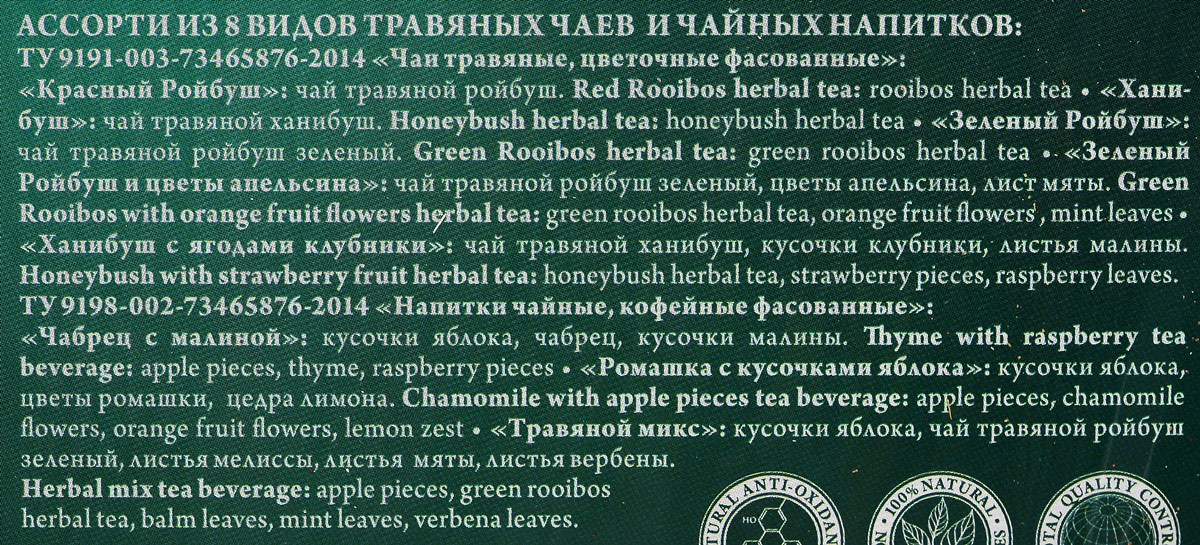 АССОРТИ ИЗ 8 ВИДОВ ТРАВЯНЫХ ЧАЕВ И ЧАЙНЫХ НАПИТКОВ:
ТУ 9191-003-73465876-2014 «Чаи травяные, цветочные фасованные»:
«Красный Ройбуш»: чай травяной ройбуш. Red Rooibos herbal tea: rooibos herbal tea • «Хани-
буш»: чай травяной ханибуш. Honeybush herbal tea: honeybush herbal tea • «Зеленый Ройбуш»:
чай травяной ройбуш зеленый. Green Rooibos herbal tea: green rooibos herbal tea • «Зеленый
Ройбуш и цветы апельсина»: чай травяной ройбуш зеленый, цветы апельсина, лист мяты. Green
Rooibos with orange fruit flowers herbal tea: green rooibos herbal tea, orange fruit flowers, mint leaves •
«Ханибуш с ягодами клубники»: чай травяной ханибуш, кусочки клубники, листья малины.
Honeybush with strawberry fruit herbal tea: honeybush herbal tea, strawberry pieces, raspberry leaves.
ТУ 9198-002-73465876-2014 «Напитки чайные, кофейные фасованные»:
«Чабрец с малиной»: кусочки яблока, чабрец, кусочки малины. Thyme with raspberry tea
beverage: apple pieces, thyme, raspberry pieces • «Ромашка с кусочками яблока»: кусочки яблока,
цветы ромашки, цедра лимона. Chamomile with apple pieces tea beverage: apple pieces, chamomile
flowers, orange fruit flowers, lemon zest • «Травяной микс»: кусочки яблока, чай травяной ройбуш
зеленый, листья мелиссы, листья мяты, листья вербены.
Herbal mix tea beverage: apple pieces, green rooibos
herbal tea, balm leaves, mint leaves, verbena leaves.
ANTI-OXIDAN
HO
100% NATURAL
QUALITY CONTR